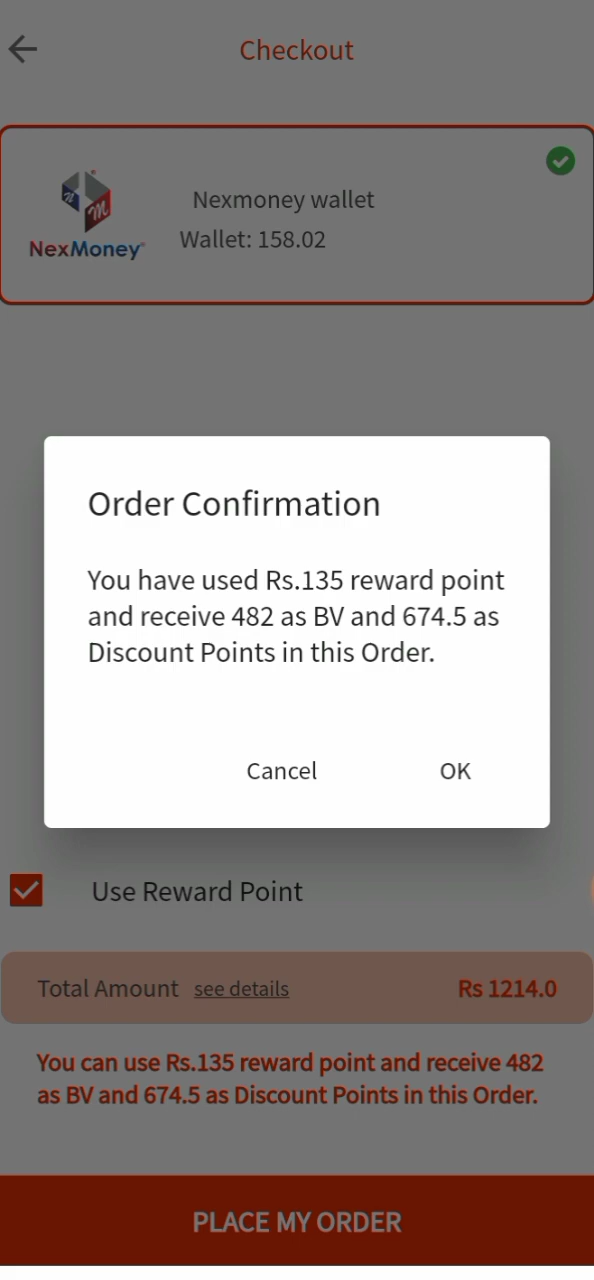 Checkout
Nexmoney wallet
Wallet: 158.02
NexMoney
Order Confirmation
You have used Rs.135 reward point
and receive 482 as BV and 674.5 as
Discount Points in this Order.
Cancel OK
Use Reward Point
Total Amount see details Rs 1214.0
You can use Rs.135 reward point and receive 482
as BV and 674.5 as Discount Points in this Order.
PLACE MY ORDER